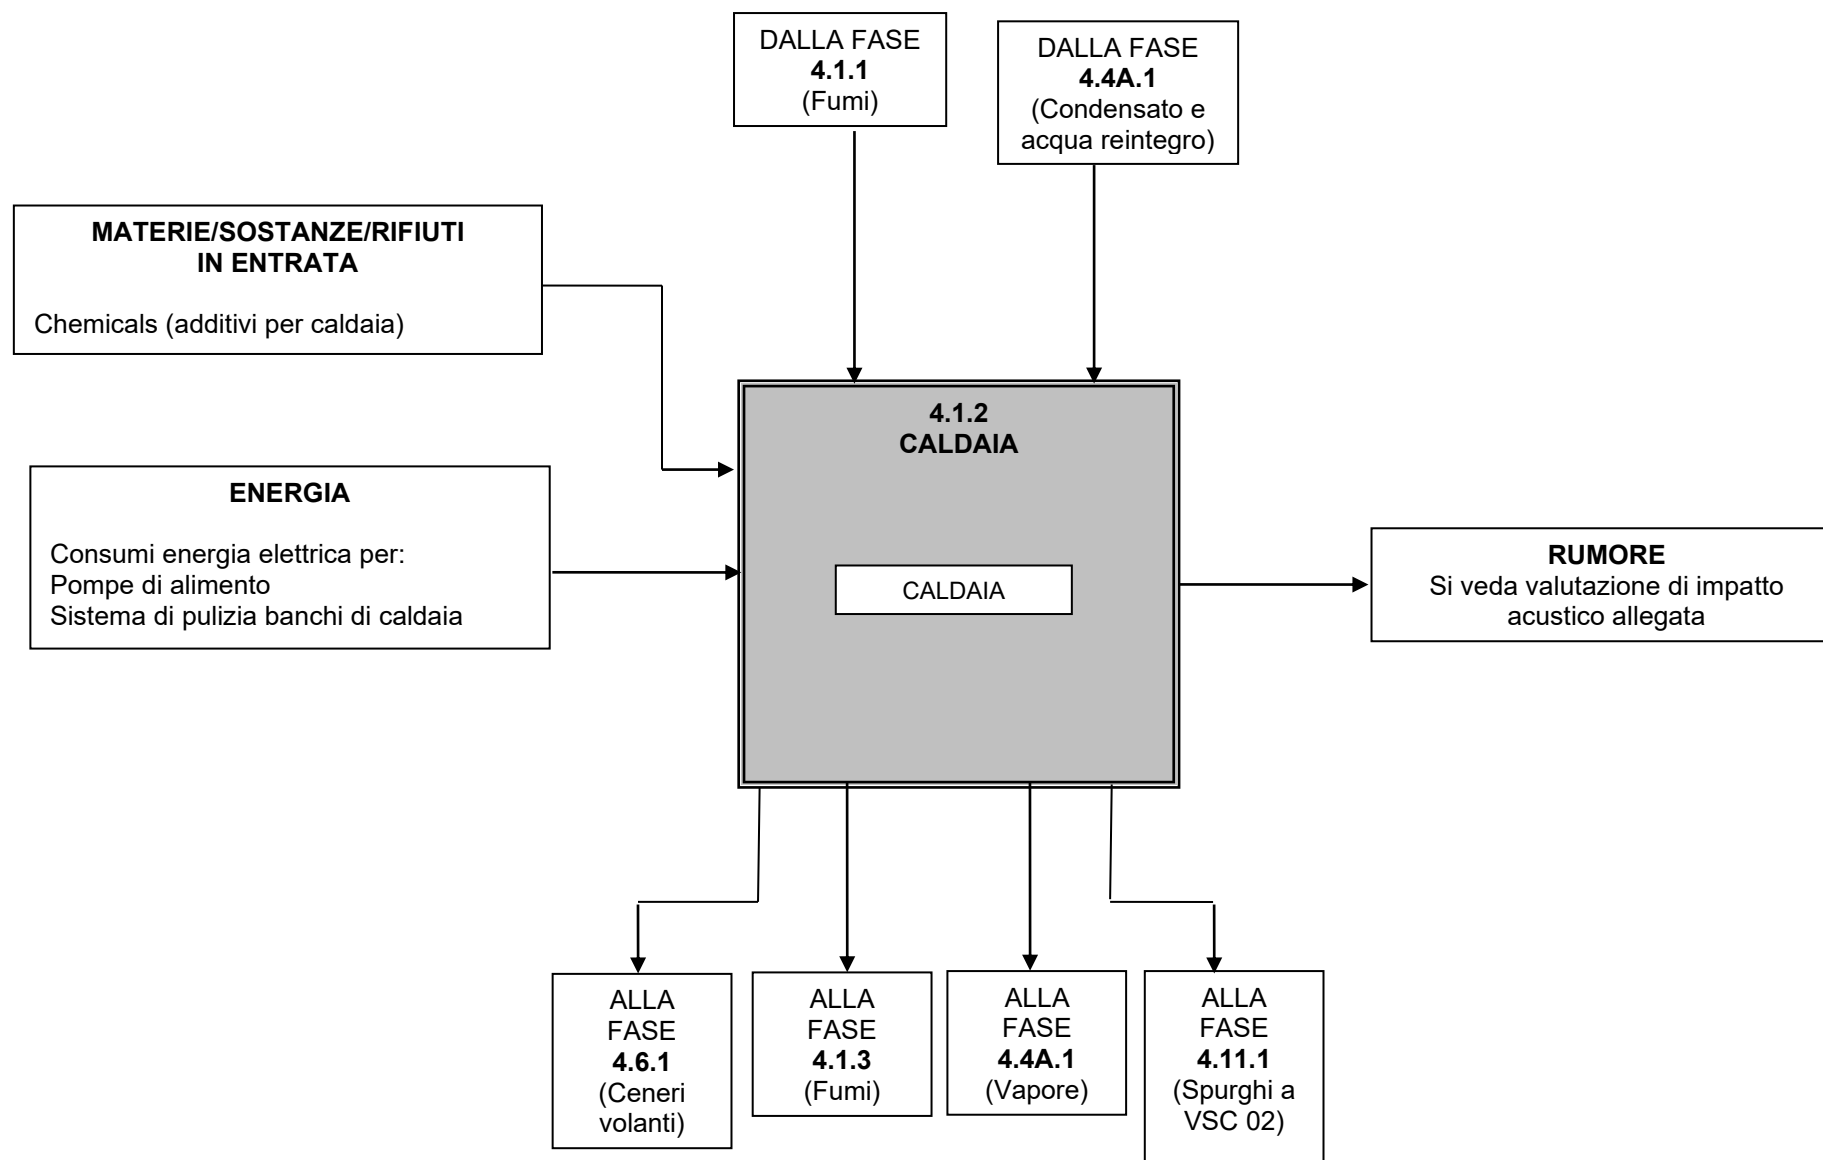 DALLA FASE
4.1.1
(Fumi)
DALLA FASE
4.4A.1
(Condensato e
acqua reintegro)
MATERIE/SOSTANZE/RIFIUTI
IN ENTRATA
Chemicals (additivi per caldaia)
4.1.2
CALDAIA
ENERGIA
Consumi energia elettrica per:
Pompe di alimento
Sistema di pulizia banchi di caldaia
CALDAIA
RUMORE
Si veda valutazione di impatto
acustico allegata
ALLA
FASE
4.6.1
(Ceneri
volanti)
ALLA
FASE
4.1.3
(Fumi)
ALLA
FASE
4.4A.1
(Vapore)
ALLA
FASE
4.11.1
(Spurghi a
VSC 02)